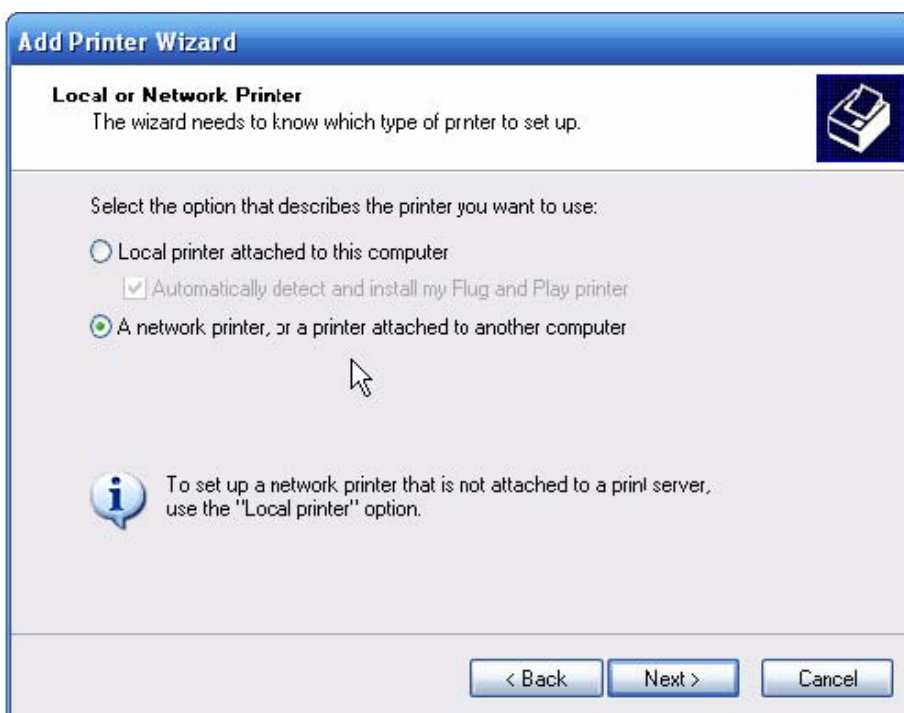 Add Printer Wizard
Local or Network Printer
The wizard needs to know which type of printer to set up.
Select the option that describes the printer you want to use:
Local printer attached to this computer
Automatically detect and install my Flug and Play printer
A network printer, or a printer attached to another computer
To set up a network printer that is not attached to a print server,
use the "Local printer" option.
< Back Next > Cancel